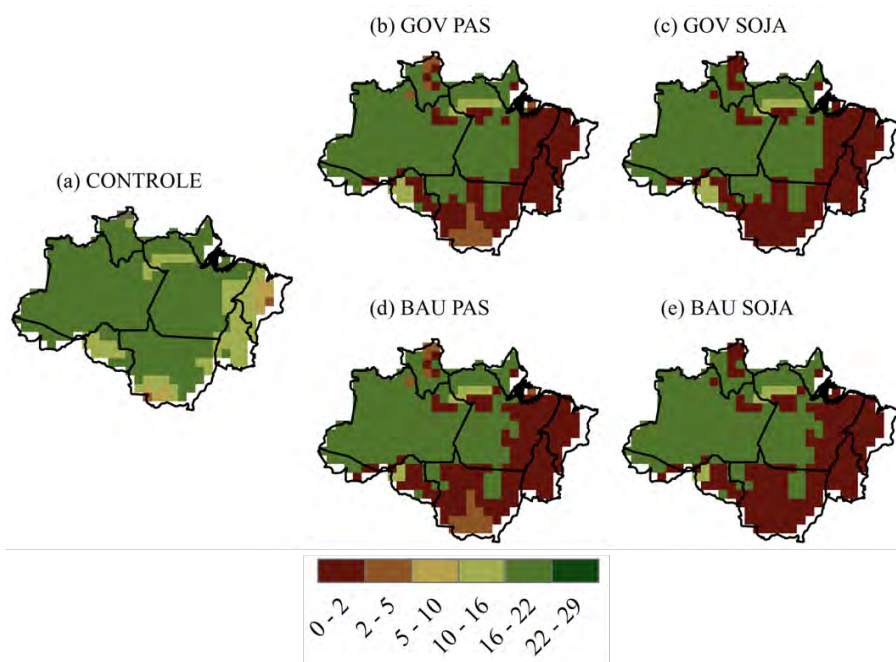 (b) GOV PAS
(c) GOV SOJA
(a) CONTROLE
(d) BAU PAS
(e) BAU SOJA
0 - 2
2 - 5
5 - 10
10 - 16
16 - 22
22 - 29